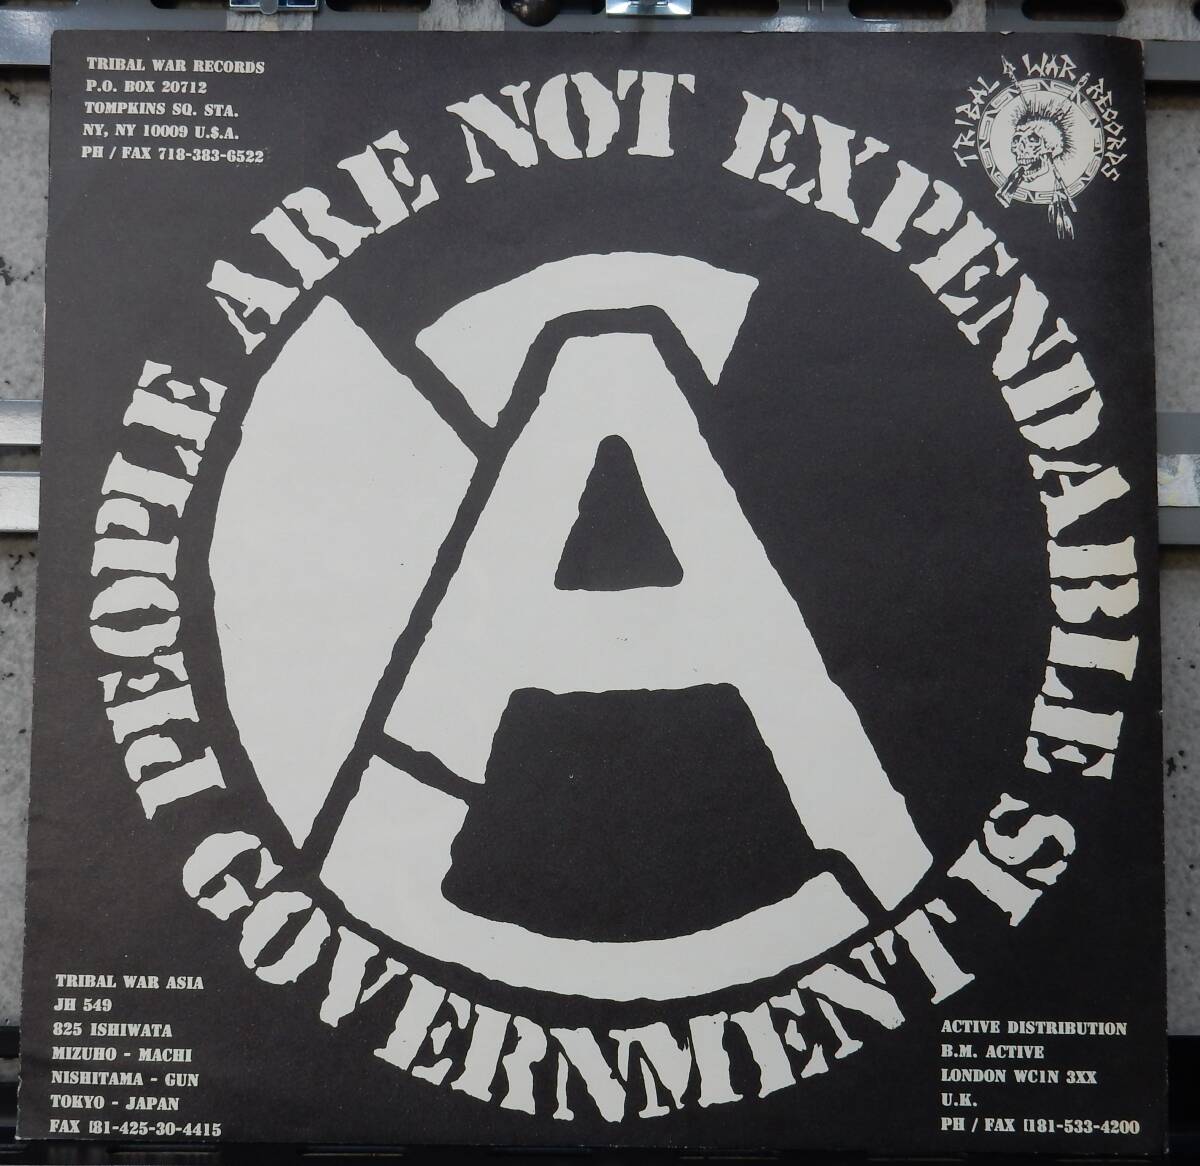 TRIBAL WAR RECORDS
P.O. BOX 20712
TOMPKINS SQ. STA.
NY, NY 10009 U.$.A.
PH / FAX 718-383-6522
TRIBAL WAR RECORDS
PEOPLE ARE NOT EXPENDABLE
GOVERNMENT IS
A
TRIBAL WAR ASIA
JH 549
825 ISHIWATA
MIZUHO - MACHI
NISHITAMA - GUN
TOKYO - JAPAN
FAX [81-425-30-4415
ACTIVE DISTRIBUTION
B.M. ACTIVE
LONDON WC1N 3XX
U.K.
PH / FAX [181-533-4200